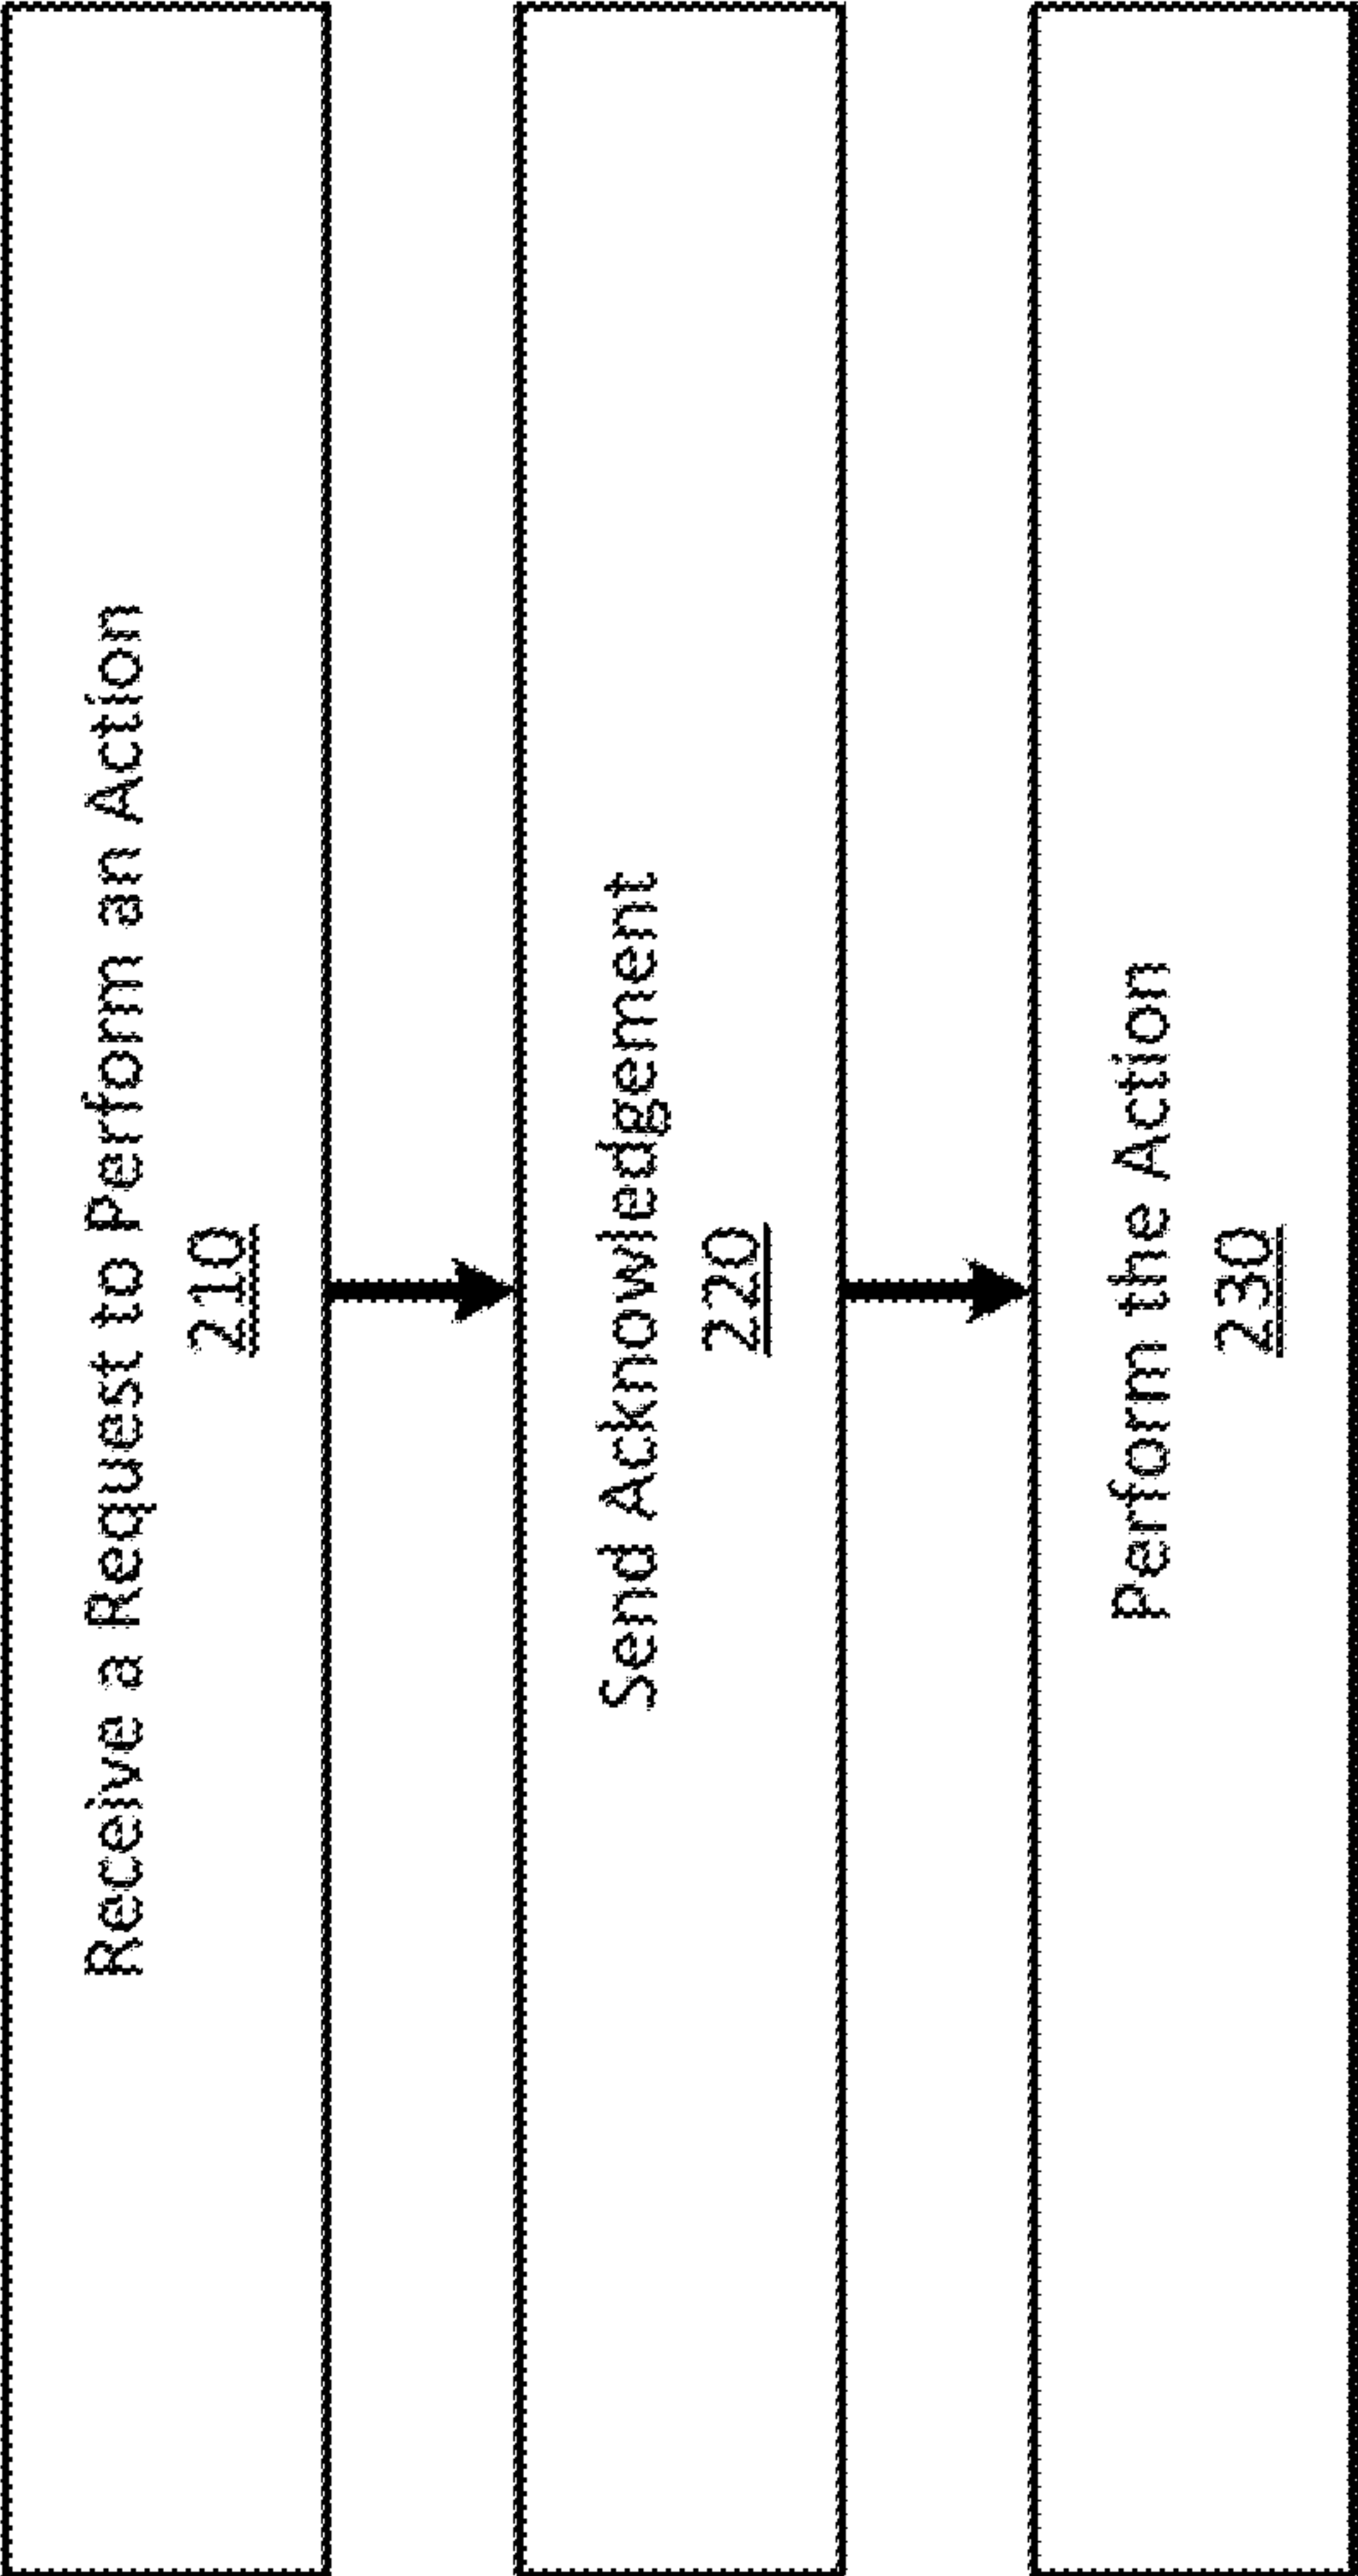 Receive a Request to Perform an Action
210
Send Acknowledgement
220
Perform the Action
230